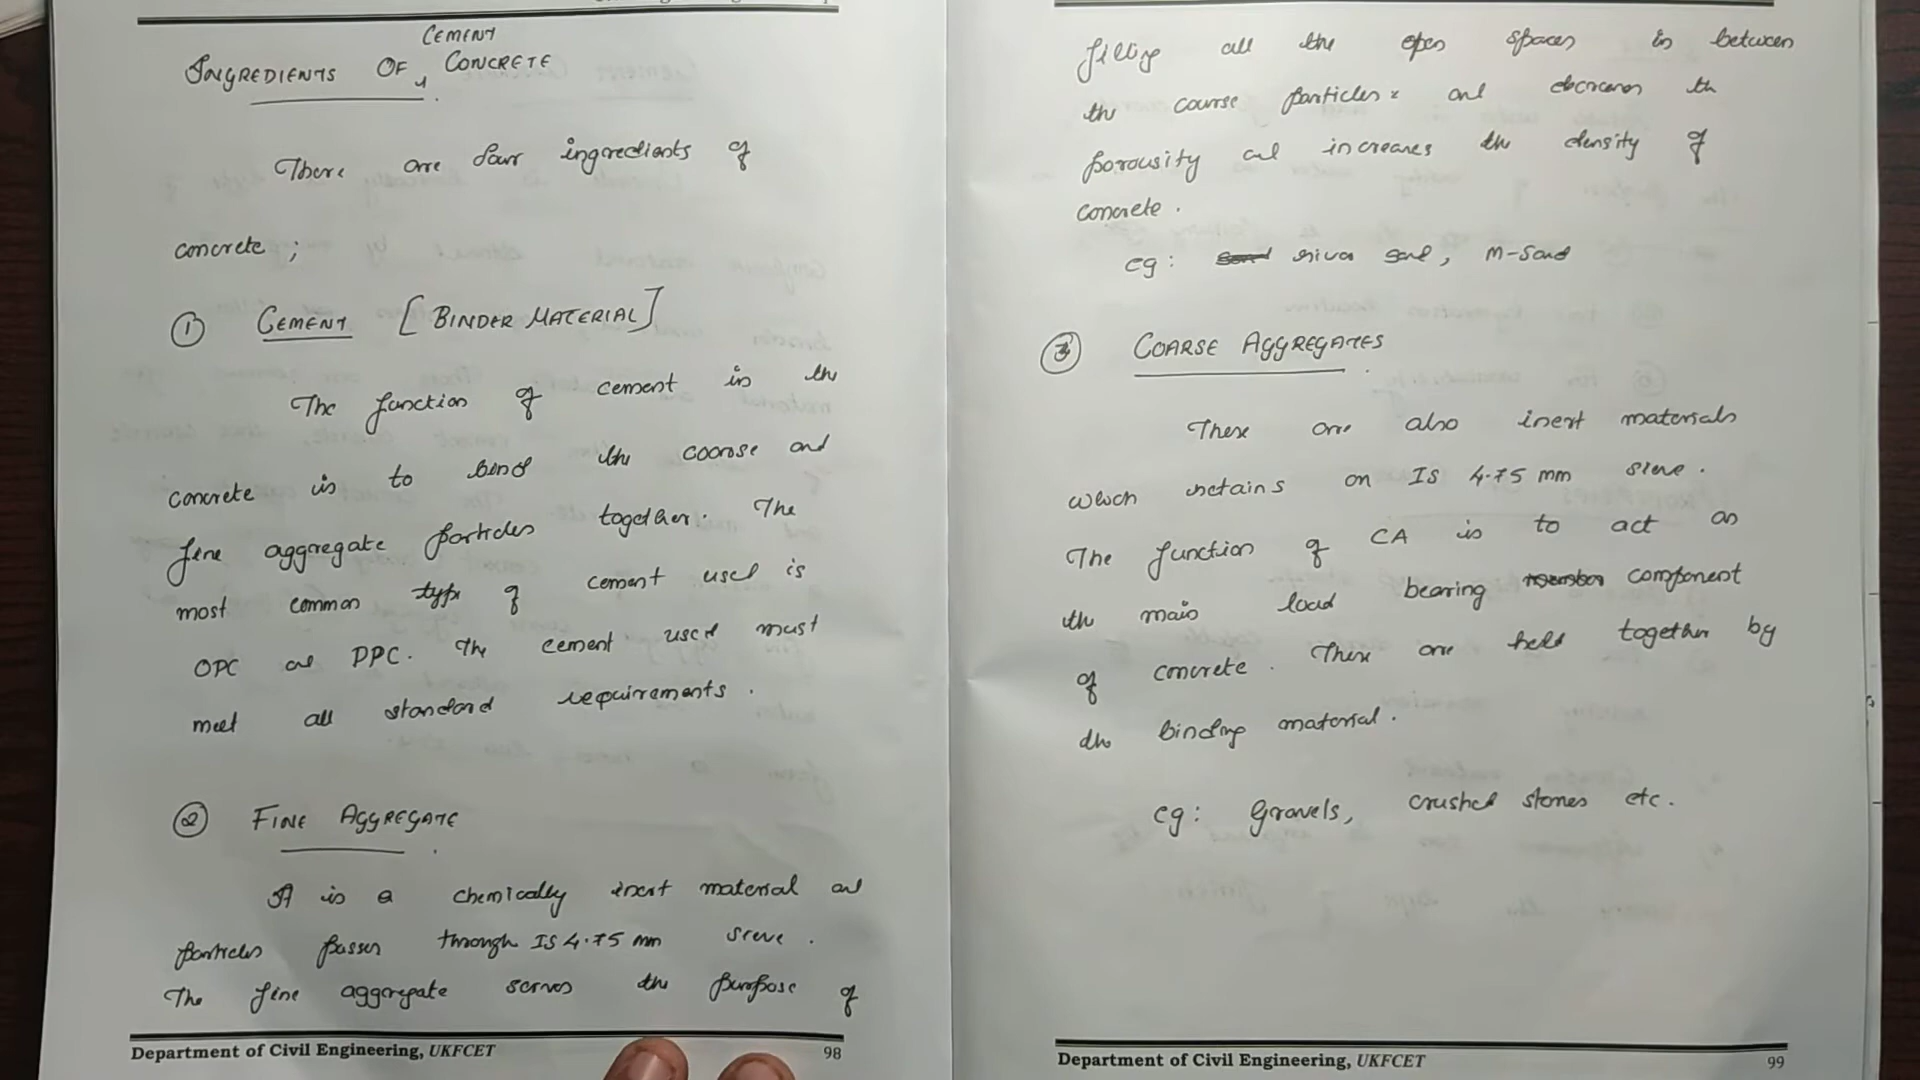 CEMENT
INGREDIENTS OF CONCRETE
There are four ingredients of
concrete ;
① CEMENT [BINDER MATERIAL]
The function of cement in the
concrete is to bind the coarse and
fine aggregate particles together. The
most common type of cement used is
OPC and PPC. The cement used must
meet all standard requirements.
② FINE AGGREGATE
It is a chemically inert material and
particles passes through IS 4.75 mm sieve.
The fine aggregate serves the purpose of
Department of Civil Engineering, UKFCET 98
filling all the open spaces in between
the course particles and decreases the
porousity and increases the density of
concrete.
eg: river sand, M-Sand
③ COARSE AGGREGATES
These are also inert materials
which retains on IS 4.75 mm sieve.
The function of CA is to act as
the main load bearing component
of concrete. These are held together by
the binding material.
eg: Gravels, crushed stones etc.
Department of Civil Engineering, UKFCET 99